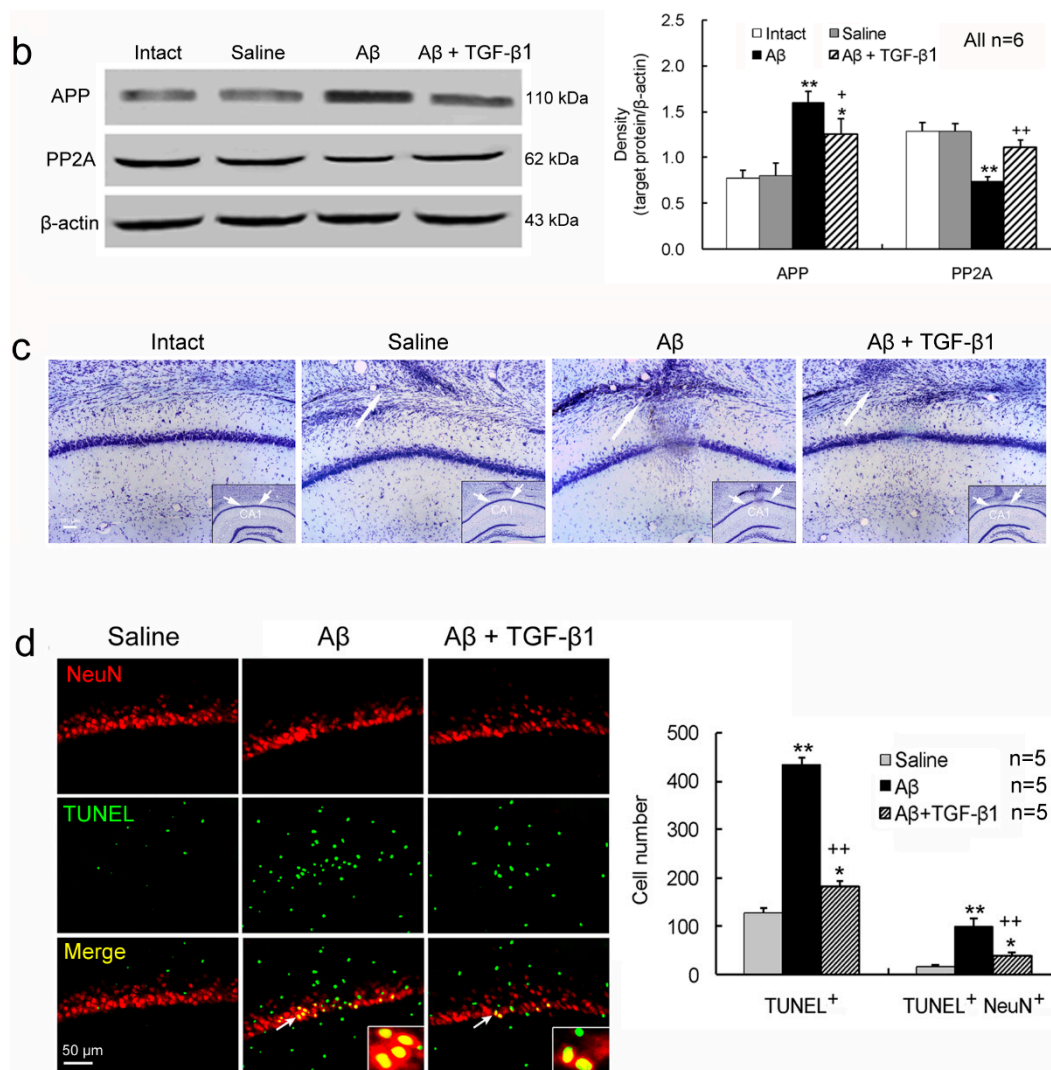 b
Intact Saline Aβ Aβ + TGF-β1
APP 110 kDa
PP2A 62 kDa
β-actin 43 kDa
Density
(target protein/β-actin)
2.5
2.0
1.5
1.0
0.5
0.0
Intact Saline All n=6
Aβ Aβ + TGF-β1
**
+
*
**
++
APP PP2A
c
Intact Saline Aβ Aβ + TGF-β1
CA1 CA1 CA1 CA1
d
Saline Aβ Aβ + TGF-β1
NeuN
TUNEL
Merge
50 µm
Cell number
500
400
300
200
100
0
Saline n=5
Aβ n=5
Aβ+TGF-β1 n=5
**
++
*
**
++
*
TUNEL+ TUNEL+ NeuN+